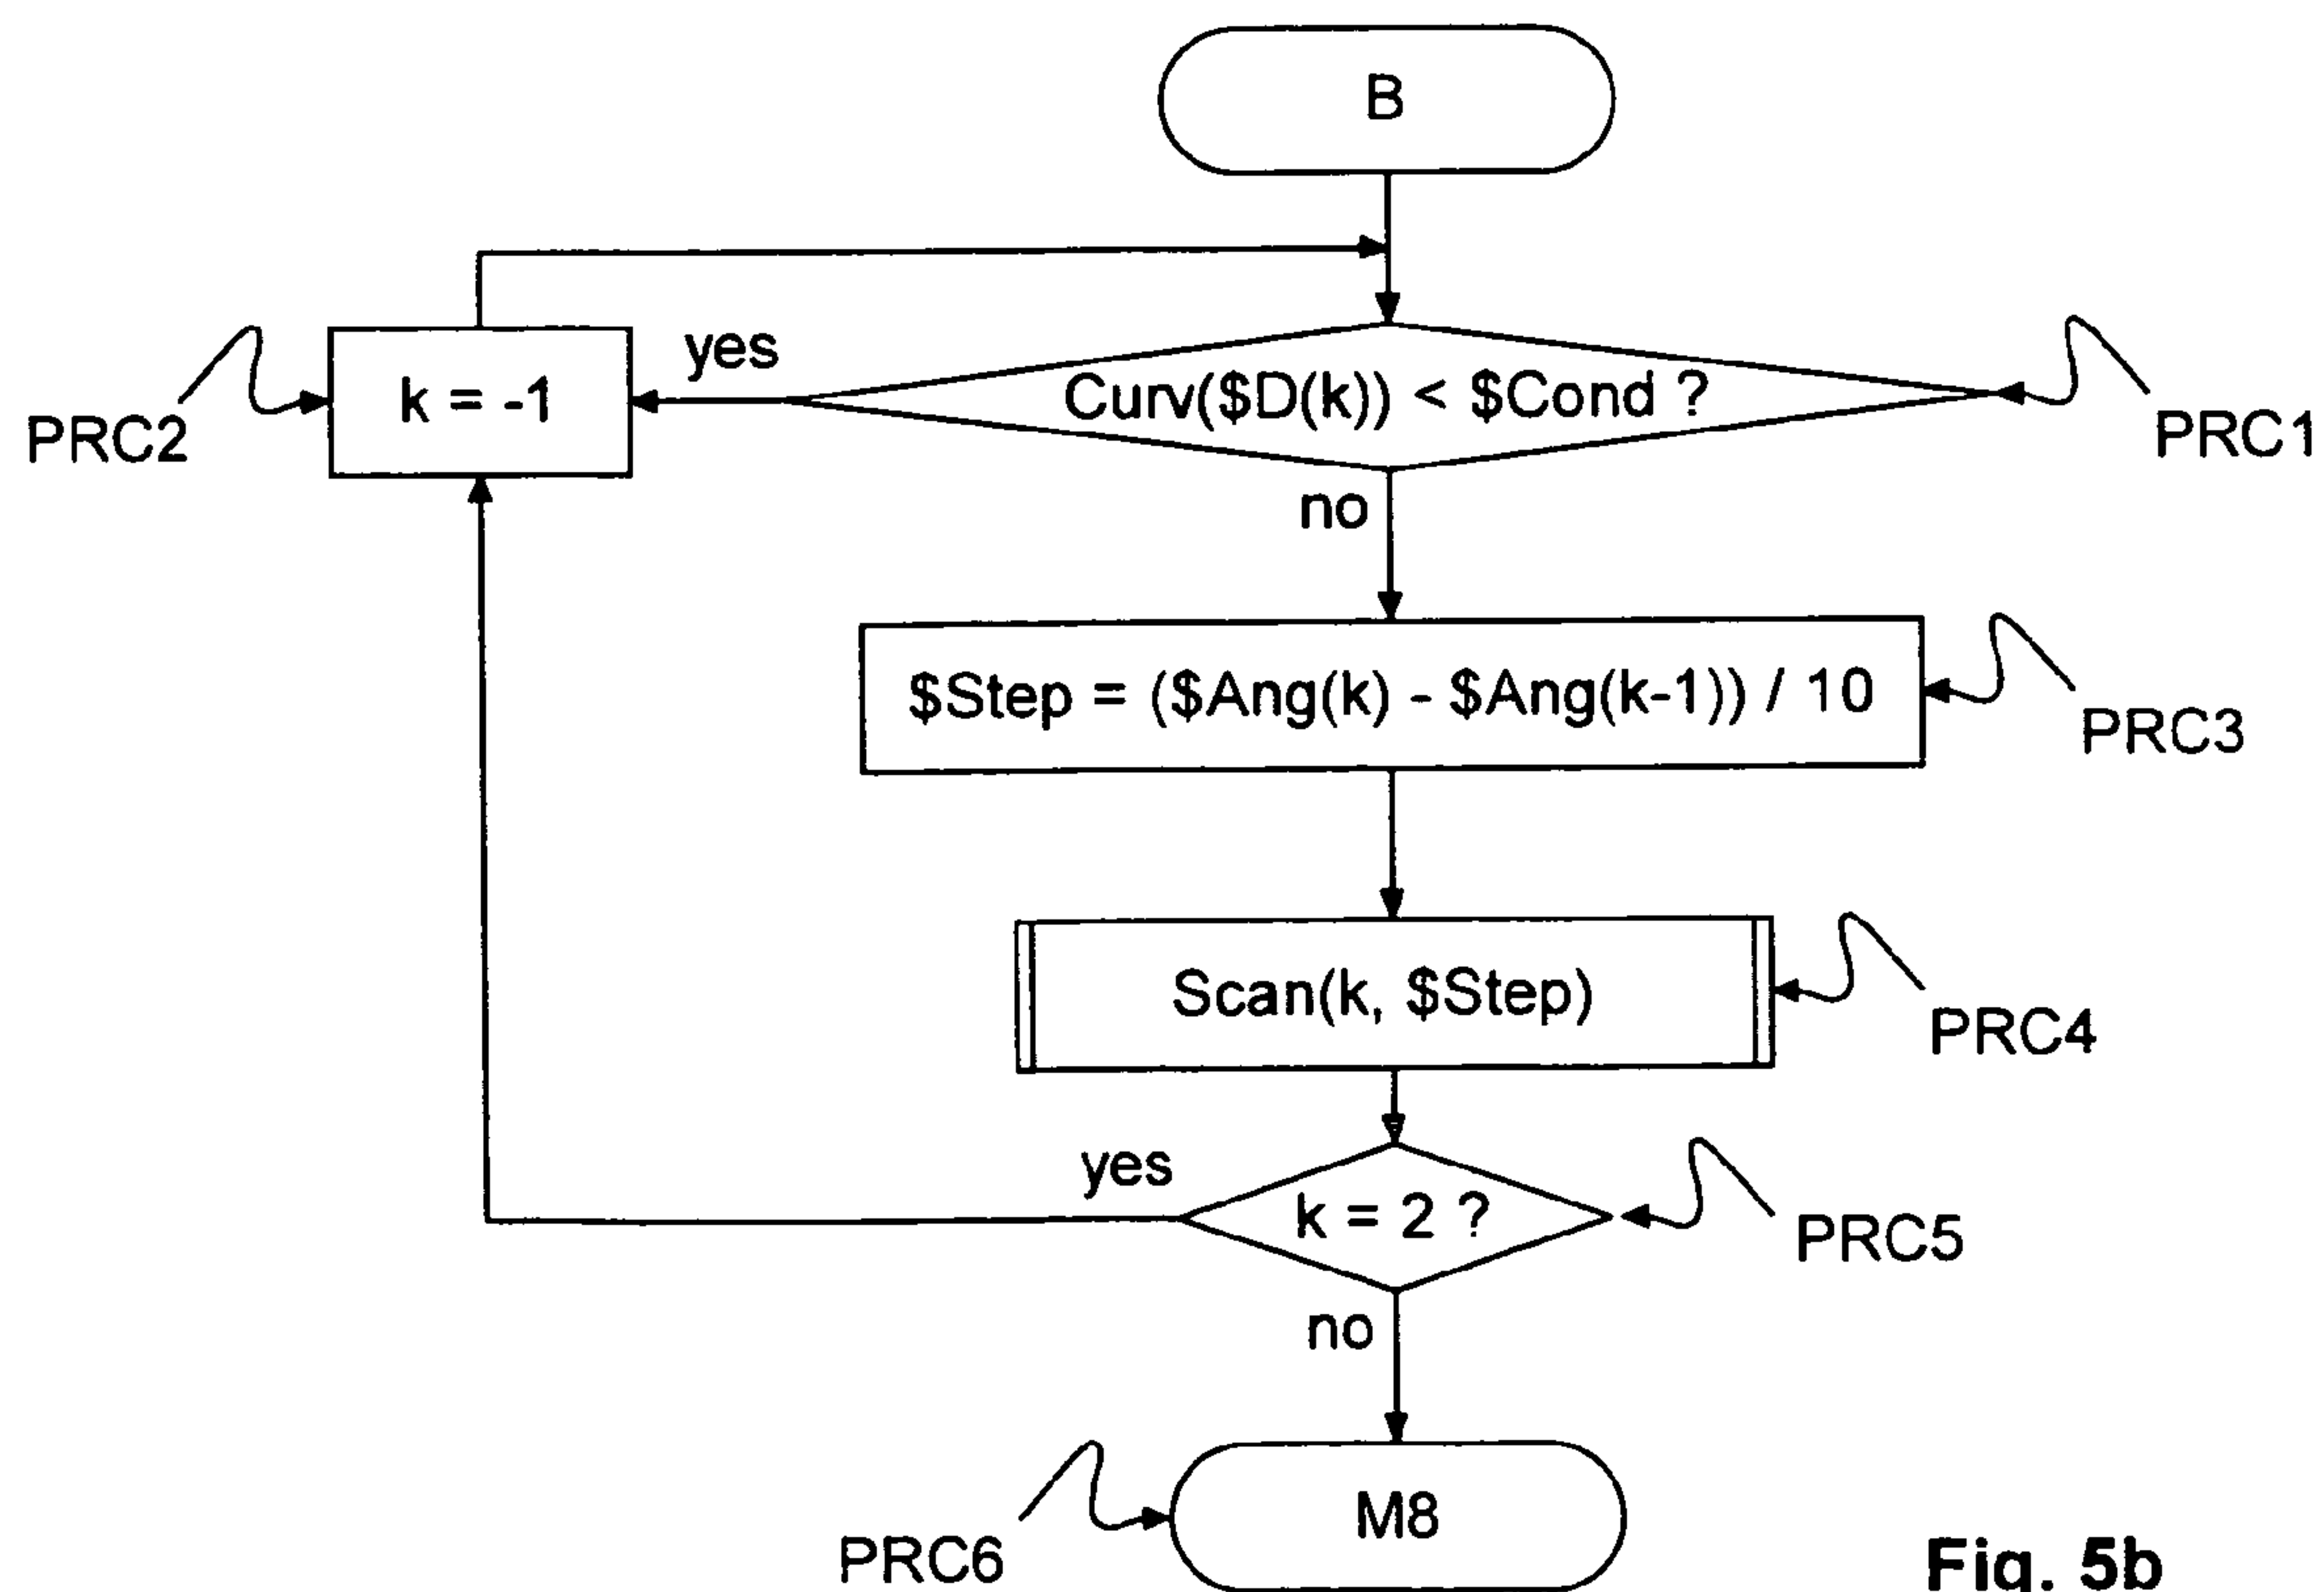 B
yes
k = -1
Curv($D(k)) < $Cond ?
PRC2
PRC1
no
$Step = ($Ang(k) - $Ang(k-1)) / 10
PRC3
Scan(k, $Step)
PRC4
yes
k = 2 ?
PRC5
no
M8
PRC6
Fig. 5b